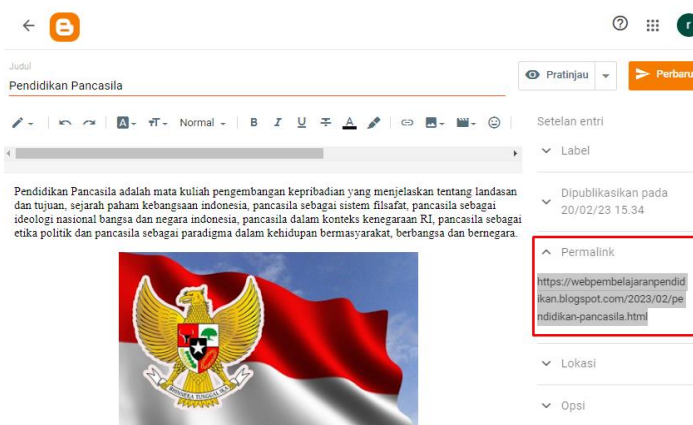 Judul
Pendidikan Pancasila
Pratinjau
Perbaru
Normal
B I U A
Setelan entri
Label
Pendidikan Pancasila adalah mata kuliah pengembangan kepribadian yang menjelaskan tentang landasan
dan tujuan, sejarah paham kebangsaan indonesia, pancasila sebagai sistem filsafat, pancasila sebagai
ideologi nasional bangsa dan negara indonesia, pancasila dalam konteks kenegaraan RI, pancasila sebagai
etika politik dan pancasila sebagai paradigma dalam kehidupan bermasyarakat, berbangsa dan bernegara.
Dipublikasikan pada
20/02/23 15.34
Permalink
https://webpembelajaranpendid
ikan.blogspot.com/2023/02/pe
ndidikan-pancasila.html
BHINNEKA TUNGGAL IKA
Lokasi
Opsi